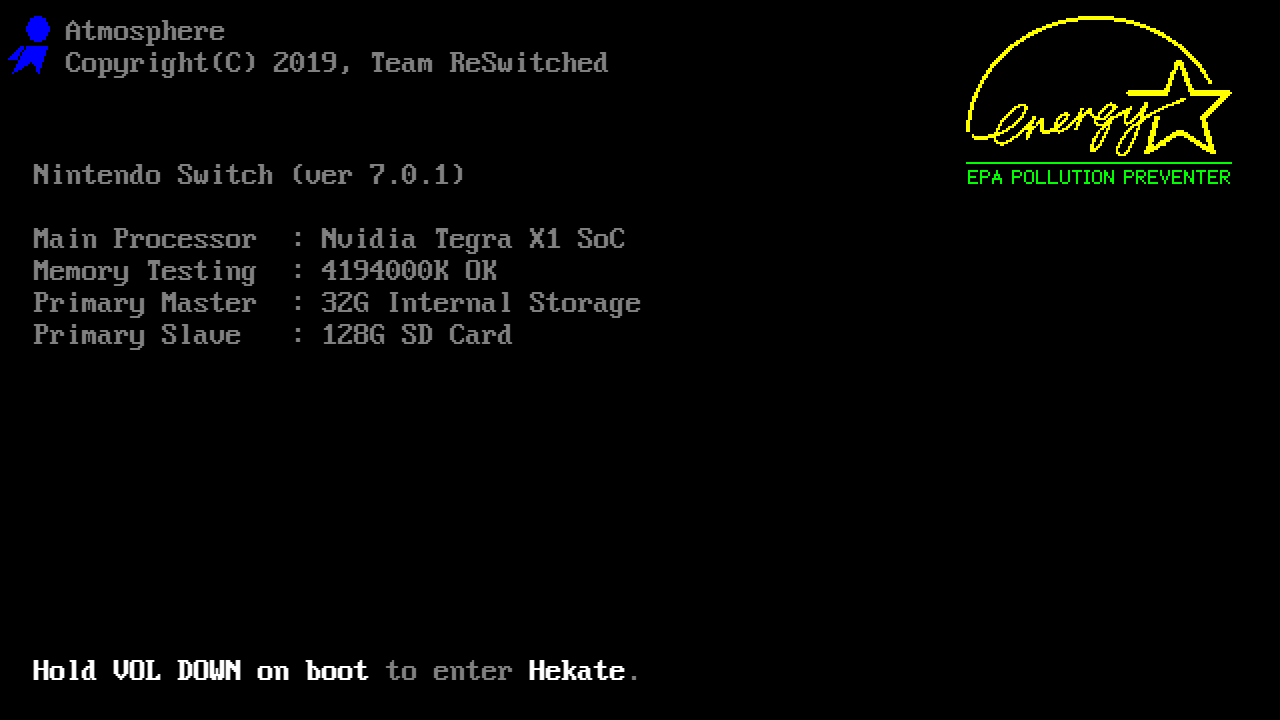 Atmosphere
Copyright(C) 2019, Team ReSwitched
energy
EPA POLLUTION PREVENTER
Nintendo Switch (ver 7.0.1)
Main Processor : Nvidia Tegra X1 SoC
Memory Testing : 4194000K OK
Primary Master : 32G Internal Storage
Primary Slave : 128G SD Card
Hold VOL DOWN on boot to enter Hekate.